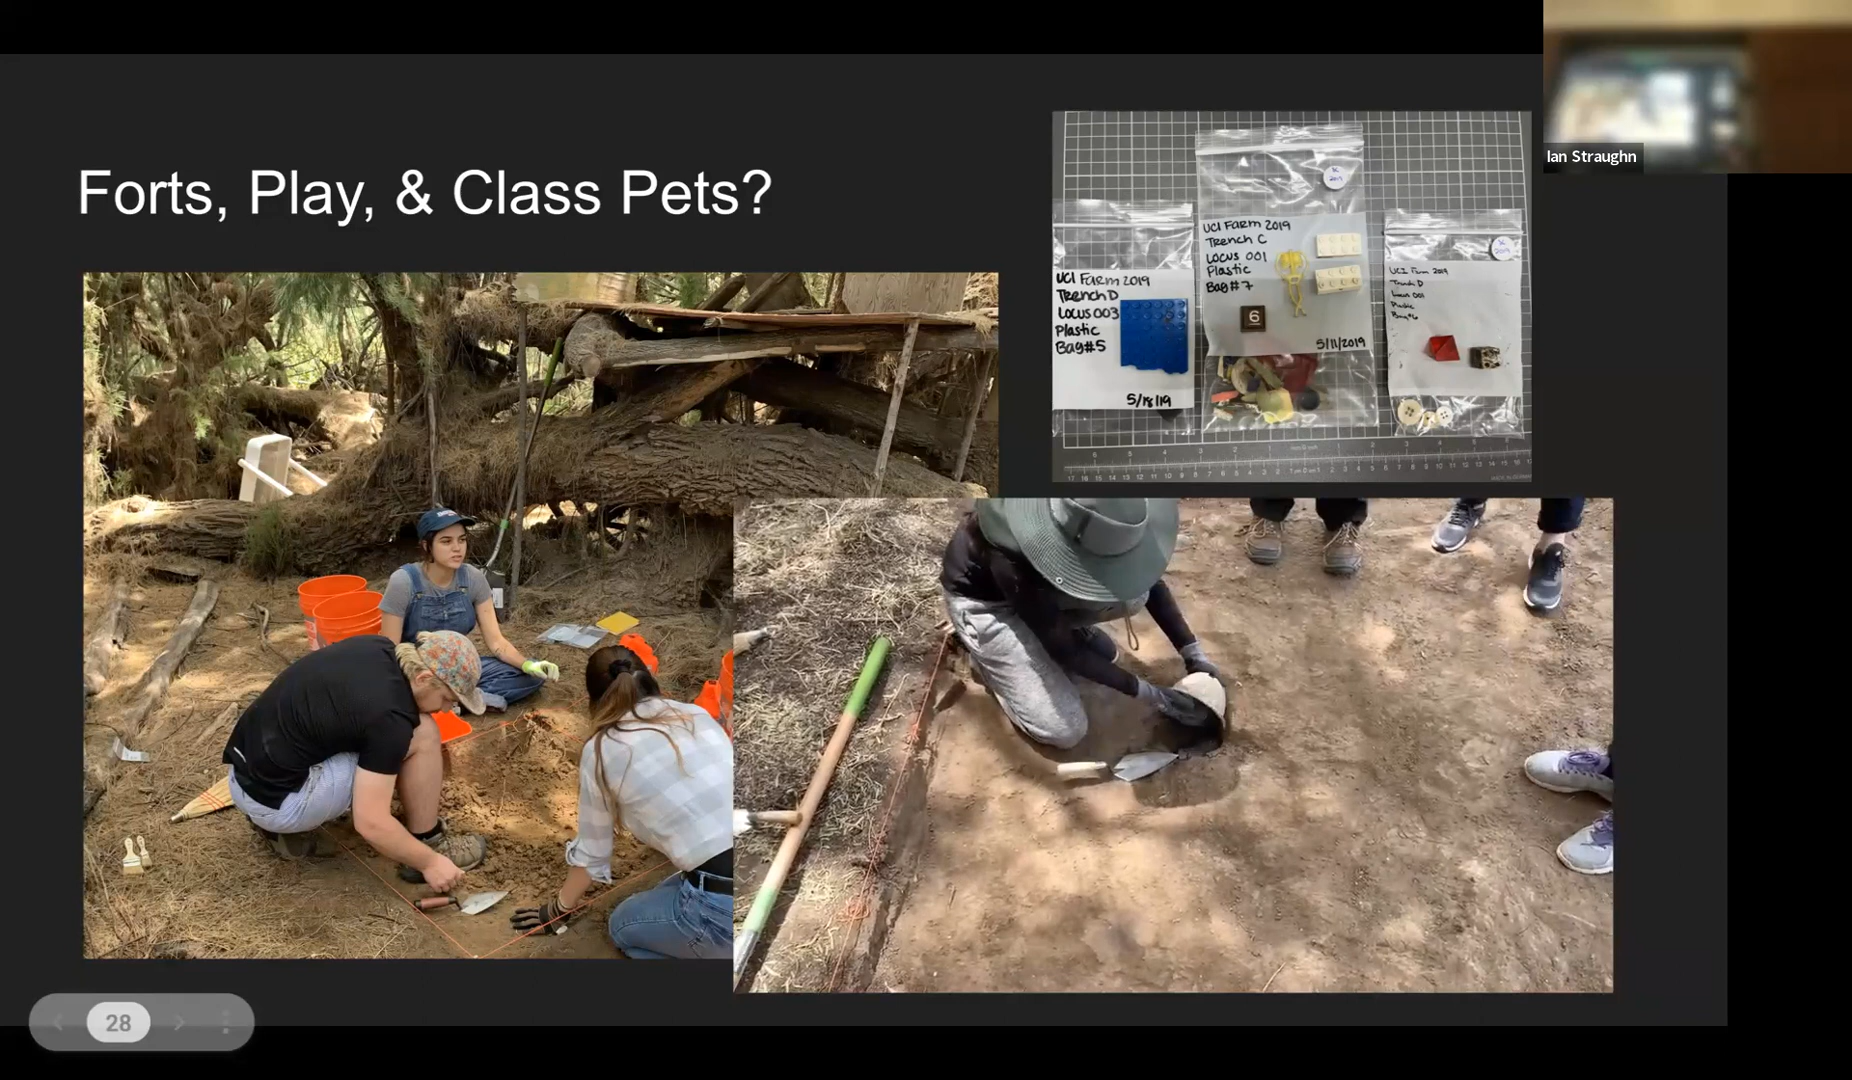 Ian Straughn
Forts, Play, & Class Pets?
UCI Farm 2019
Trench D
Locus 003
Plastic
Bag#5
5/18/19
UCI Farm 2019
Trench C
Locus 001
Plastic
Bag #7
6
5/11/2019
UCI Farm 2019
Trench D
Locus 001
Plastic
28